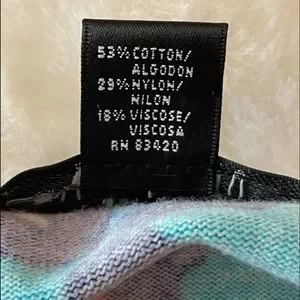 53% COTTON/
ALGODON
29% NYLON/
NILON
18% VISCOSE/
VISCOSA
RN 83420